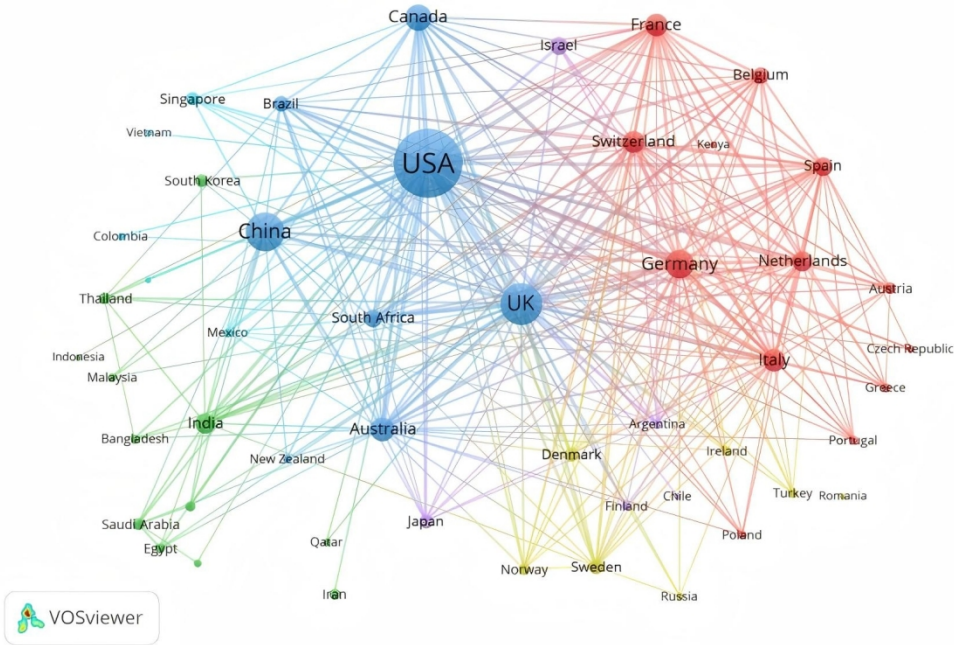 Canada
France
Israel
Belgium
Singapore
Brazil
Vietnam
Switzerland
Kenya
USA
Spain
South Korea
China
Colombia
Germany
Netherlands
Austria
Thailand
UK
South Africa
Mexico
Czech Republic
Indonesia
Italy
Malaysia
Greece
India
Argentina
Australia
Bangladesh
Portugal
Denmark
Ireland
New Zealand
Turkey
Romania
Chile
Finland
Saudi Arabia
Japan
Poland
Egypt
Qatar
Norway
Sweden
Iran
Russia
VOSviewer